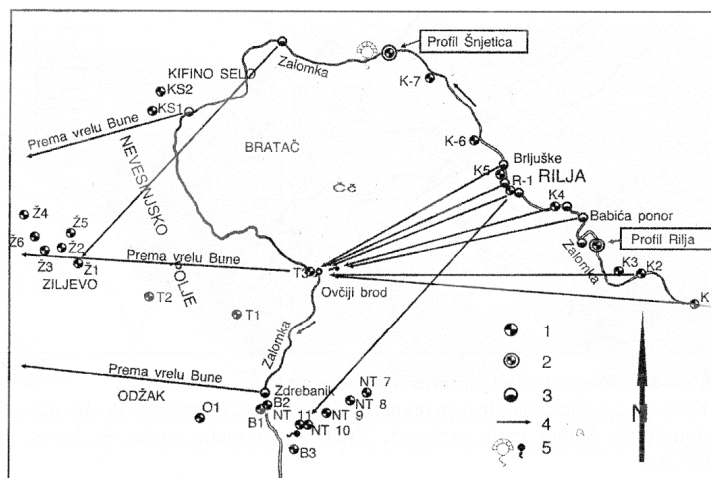 Profil Šnjetica
Zalomka
KIFINO SELO
KS2
KS1
K-7
Prema vrelu Bune
NEVESINJSKO
POLJE
BRATAČ
K-6
Brljuške
K5
R-1
RILJA
K4
Babića ponor
Profil Rilja
Zalomka
K3
K2
K
Ž4
Ž5
Ž6
Ž2
Ž3
Ž1
ZILJEVO
Prema vrelu Bune
T3
Ovčiji brod
T2
T1
Zalomka
Prema vrelu Bune
ODŽAK
O1
Zdrebanik
B2
B1
NT 7
NT 8
NT 9
NT 11
NT 10
B3
1
2
3
4
5
N